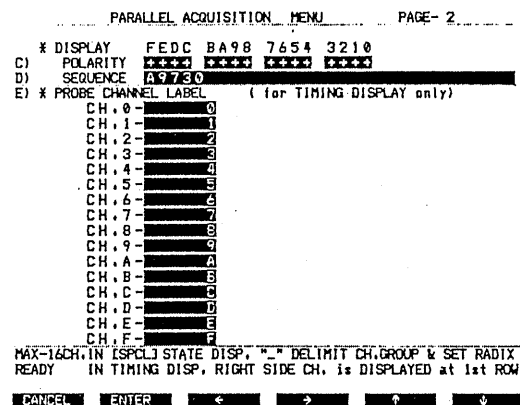 PARALLEL ACQUISITION MENU PAGE- 2
* DISPLAY FEDC BA98 7654 3210
C) POLARITY ++++ ++++ ++++ ++++
D) SEQUENCE A9730
E) * PROBE CHANNEL LABEL ( for TIMING DISPLAY only)
CH.0- 0
CH.1- 1
CH.2- 2
CH.3- 3
CH.4- 4
CH.5- 5
CH.6- 6
CH.7- 7
CH.8- 8
CH.9- 9
CH.A- A
CH.B- B
CH.C- C
CH.D- D
CH.E- E
CH.F- F
MAX-16CH.IN [SPCL] STATE DISP. "_" DELIMIT CH.GROUP & SET RADIX
READY IN TIMING DISP. RIGHT SIDE CH. is DISPLAYED at 1st ROW
CANCEL ENTER ← → ↑ ↓